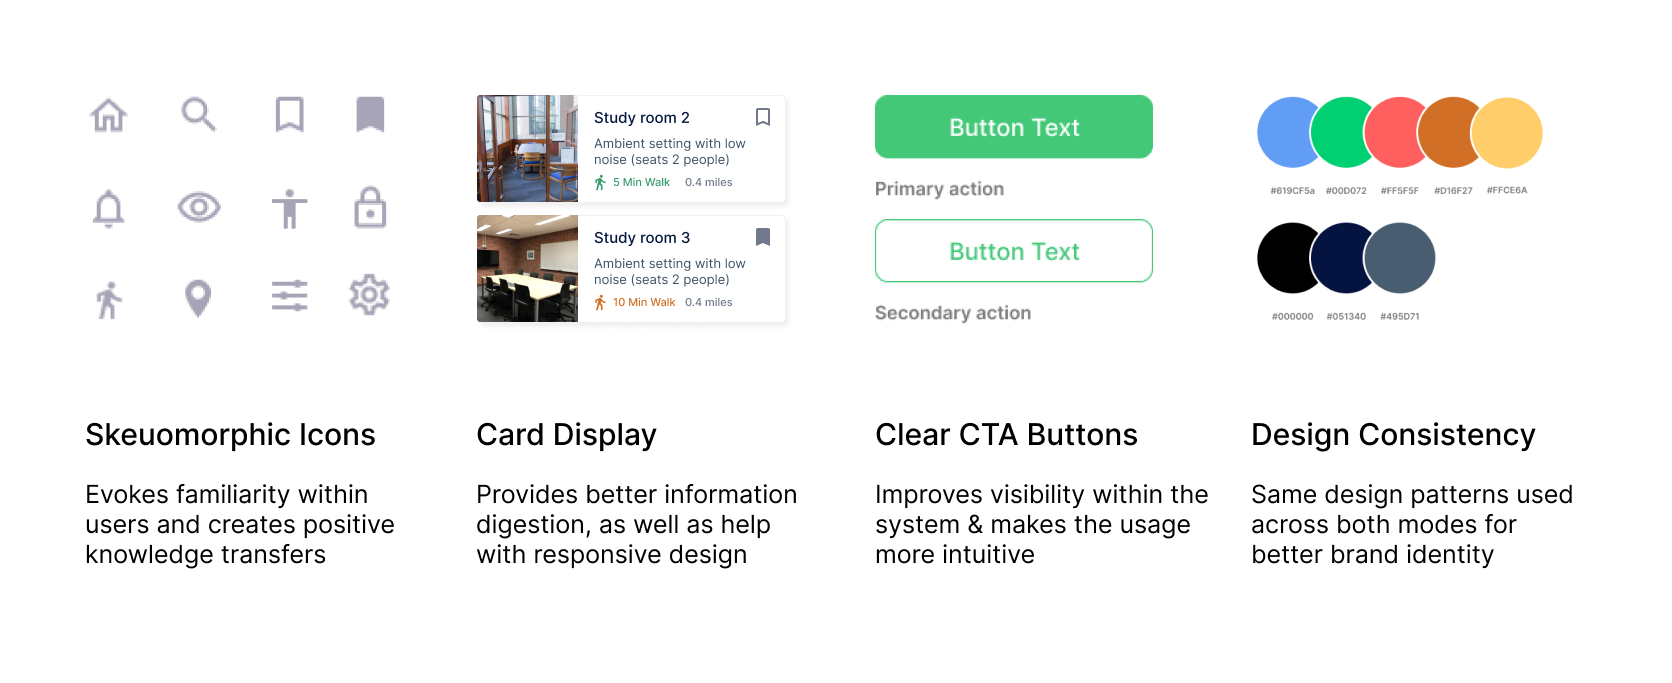 Study room 2
Ambient setting with low
noise (seats 2 people)
5 Min Walk 0.4 miles
Study room 3
Ambient setting with low
noise (seats 2 people)
10 Min Walk 0.4 miles
Button Text
Primary action
Button Text
Secondary action
#619CF5a #00D072 #FF5F5F #D16F27 #FFCE6A
#000000 #051340 #495D71
Skeuomorphic Icons
Evokes familiarity within
users and creates positive
knowledge transfers
Card Display
Provides better information
digestion, as well as help
with responsive design
Clear CTA Buttons
Improves visibility within the
system & makes the usage
more intuitive
Design Consistency
Same design patterns used
across both modes for
better brand identity